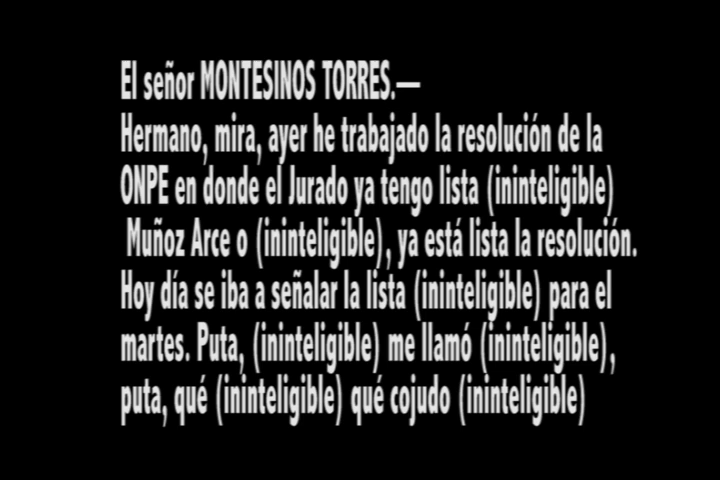 El señor MONTESINOS TORRES.—
Hermano, mira, ayer he trabajado la resolución de la
ONPE en donde el Jurado ya tengo lista (ininteligible)
Muñoz Arce o (ininteligible), ya está lista la resolución.
Hoy día se iba a señalar la lista (ininteligible) para el
martes. Puta, (ininteligible) me llamó (ininteligible),
puta, qué (ininteligible) qué cojudo (ininteligible)